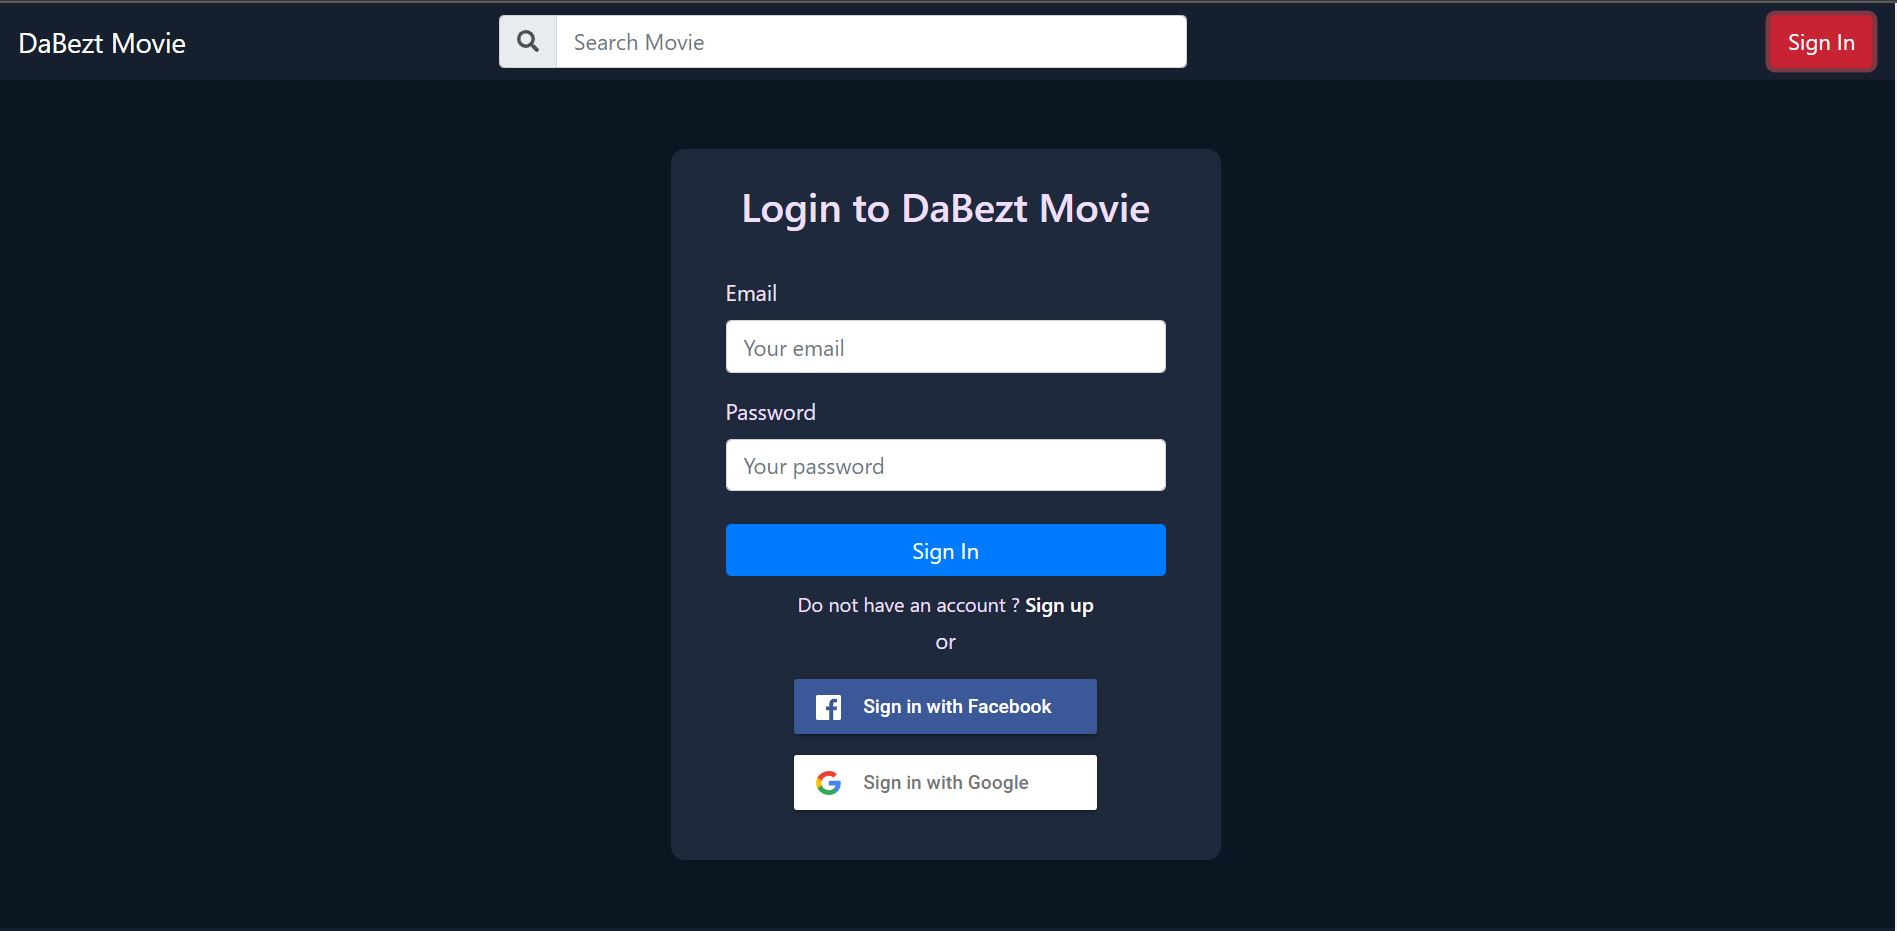 DaBezt Movie
Search Movie
Sign In
Login to DaBezt Movie
Email
Your email
Password
Your password
Sign In
Do not have an account ? Sign up
or
Sign in with Facebook
Sign in with Google